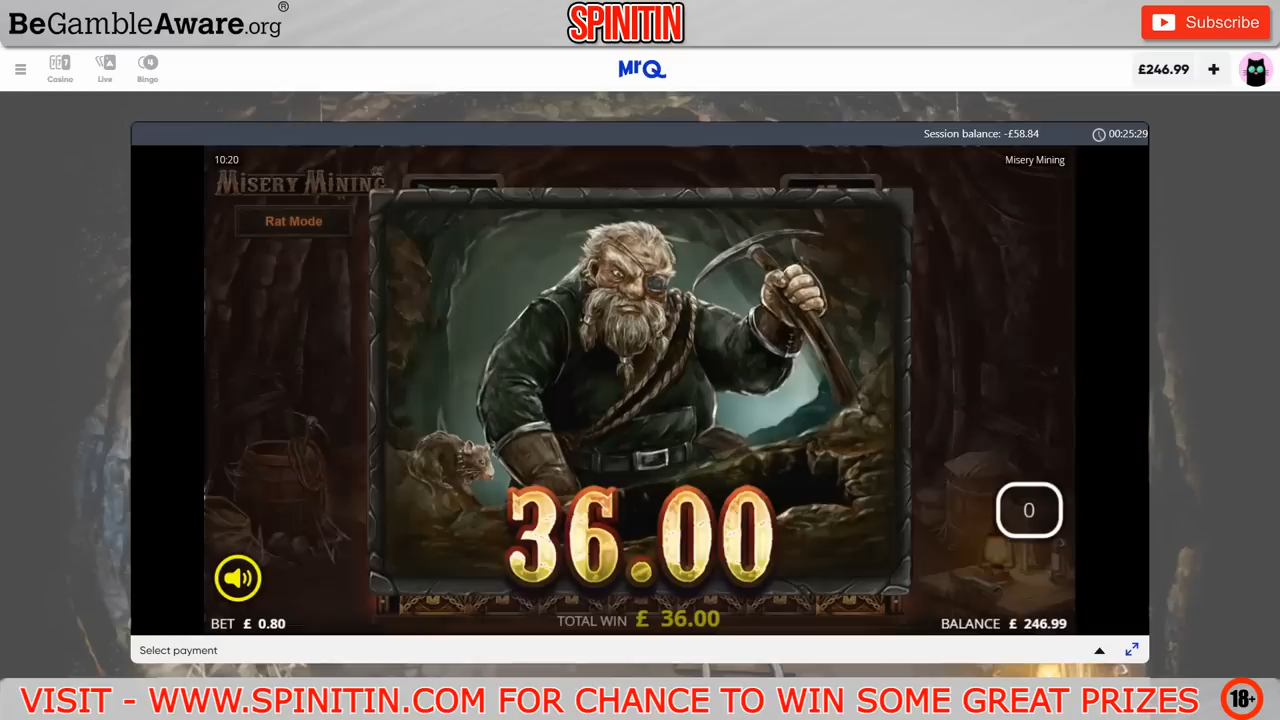 BeGambleAware.org®
SPINITIN
Subscribe
Casino
Live
Bingo
MrQ
£246.99
+
Session balance: -£58.84
00:25:29
10:20
Misery Mining
MISERY MINING
Rat Mode
36.00
0
BET £ 0.80
TOTAL WIN £ 36.00
BALANCE £ 246.99
Select payment
VISIT - WWW.SPINITIN.COM FOR CHANCE TO WIN SOME GREAT PRIZES
18+